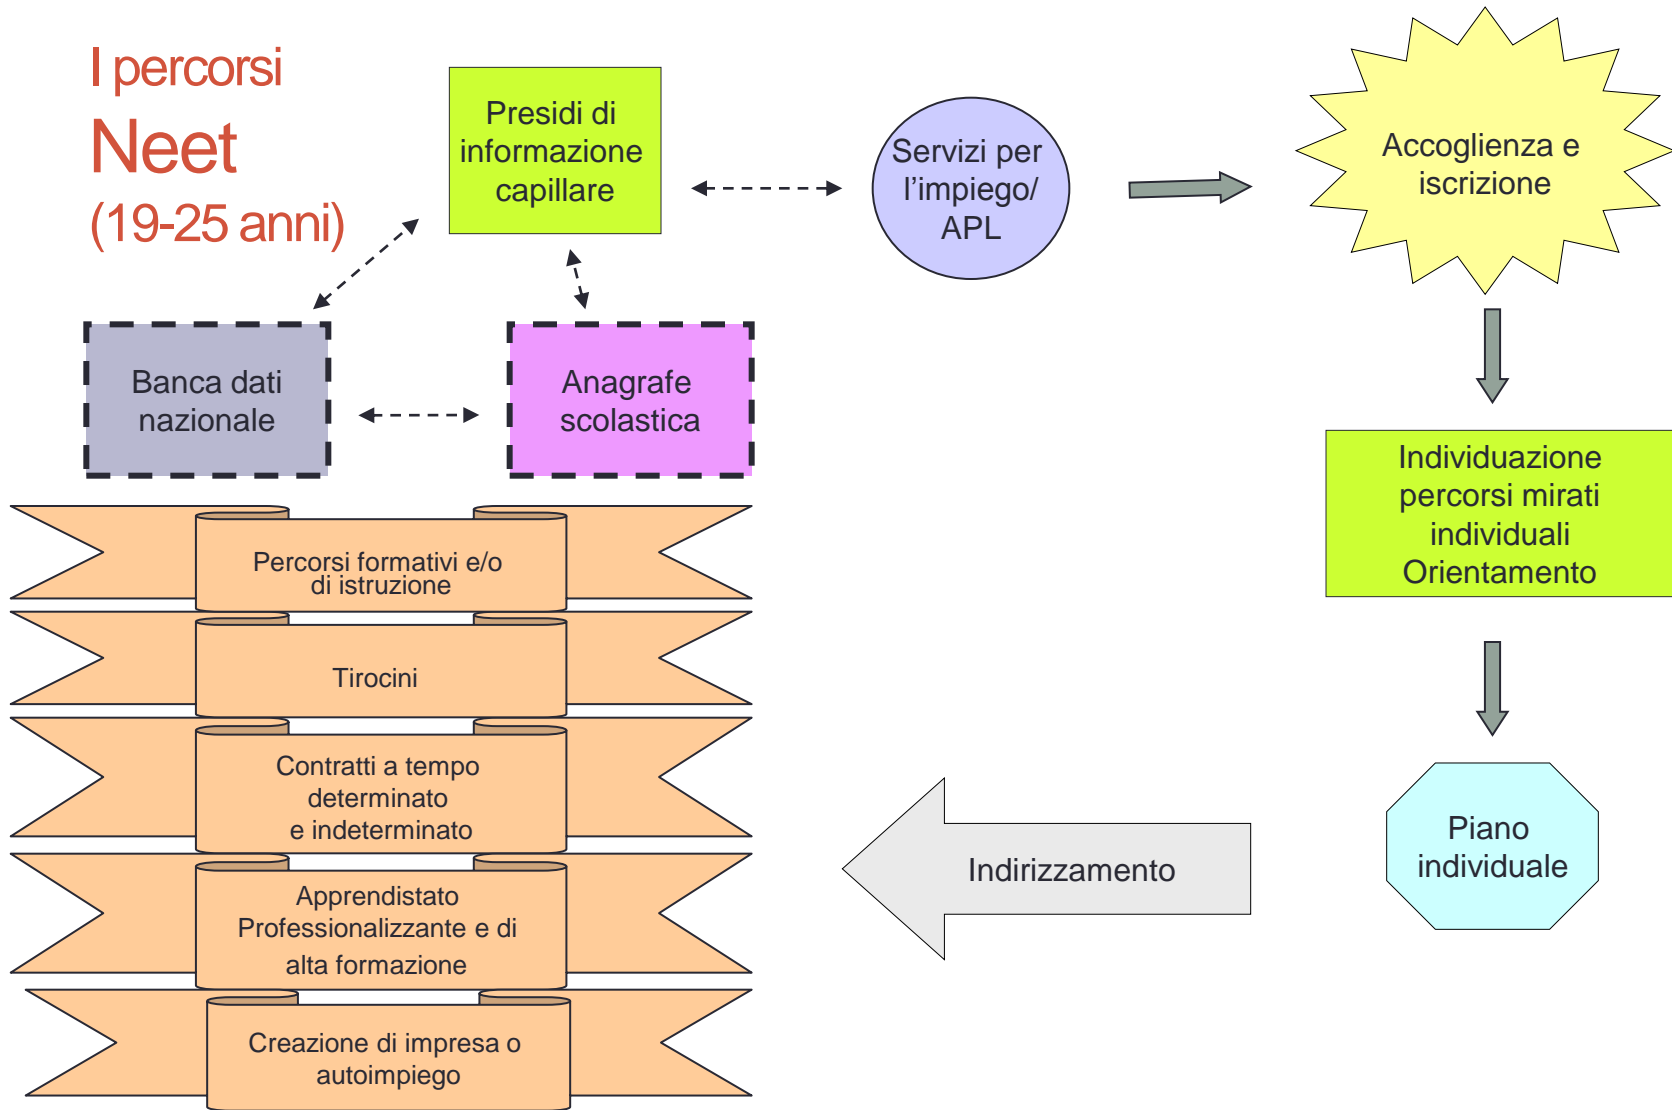 I percorsi
Neet
(19-25 anni)
Presidi di
informazione
capillare
Servizi per
l’impiego/
APL
Accoglienza e
iscrizione
Banca dati
nazionale
Anagrafe
scolastica
Individuazione
percorsi mirati
individuali
Orientamento
Piano
individuale
Indirizzamento
Percorsi formativi e/o
di istruzione
Tirocini
Contratti a tempo
determinato
e indeterminato
Apprendistato
Professionalizzante e di
alta formazione
Creazione di impresa o
autoimpiego